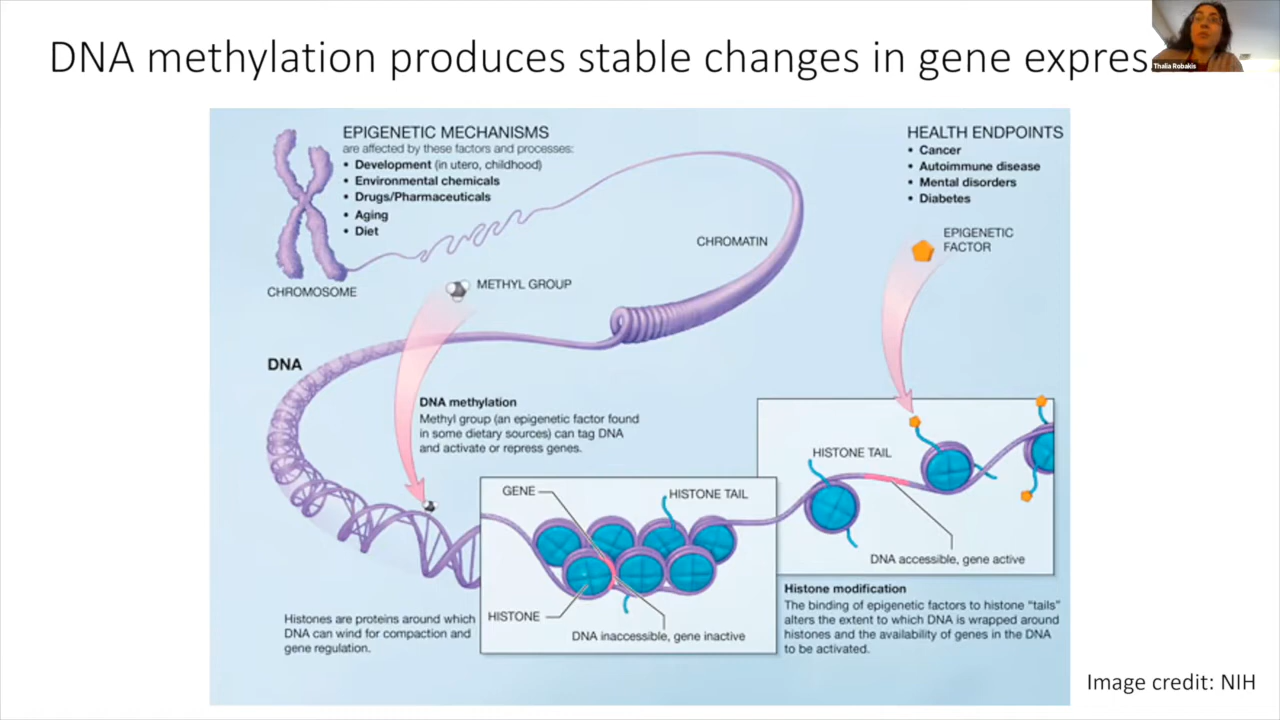 DNA methylation produces stable changes in gene expres
Thalia Robakis
EPIGENETIC MECHANISMS
are affected by these factors and processes:
• Development (in utero, childhood)
• Environmental chemicals
• Drugs/Pharmaceuticals
• Aging
• Diet
HEALTH ENDPOINTS
• Cancer
• Autoimmune disease
• Mental disorders
• Diabetes
EPIGENETIC
FACTOR
CHROMATIN
CHROMOSOME
METHYL GROUP
DNA
DNA methylation
Methyl group (an epigenetic factor found
in some dietary sources) can tag DNA
and activate or repress genes.
HISTONE TAIL
GENE
HISTONE TAIL
DNA accessible, gene active
Histones are proteins around which
DNA can wind for compaction and
gene regulation.
HISTONE
DNA inaccessible, gene inactive
Histone modification
The binding of epigenetic factors to histone "tails"
alters the extent to which DNA is wrapped around
histones and the availability of genes in the DNA
to be activated.
Image credit: NIH